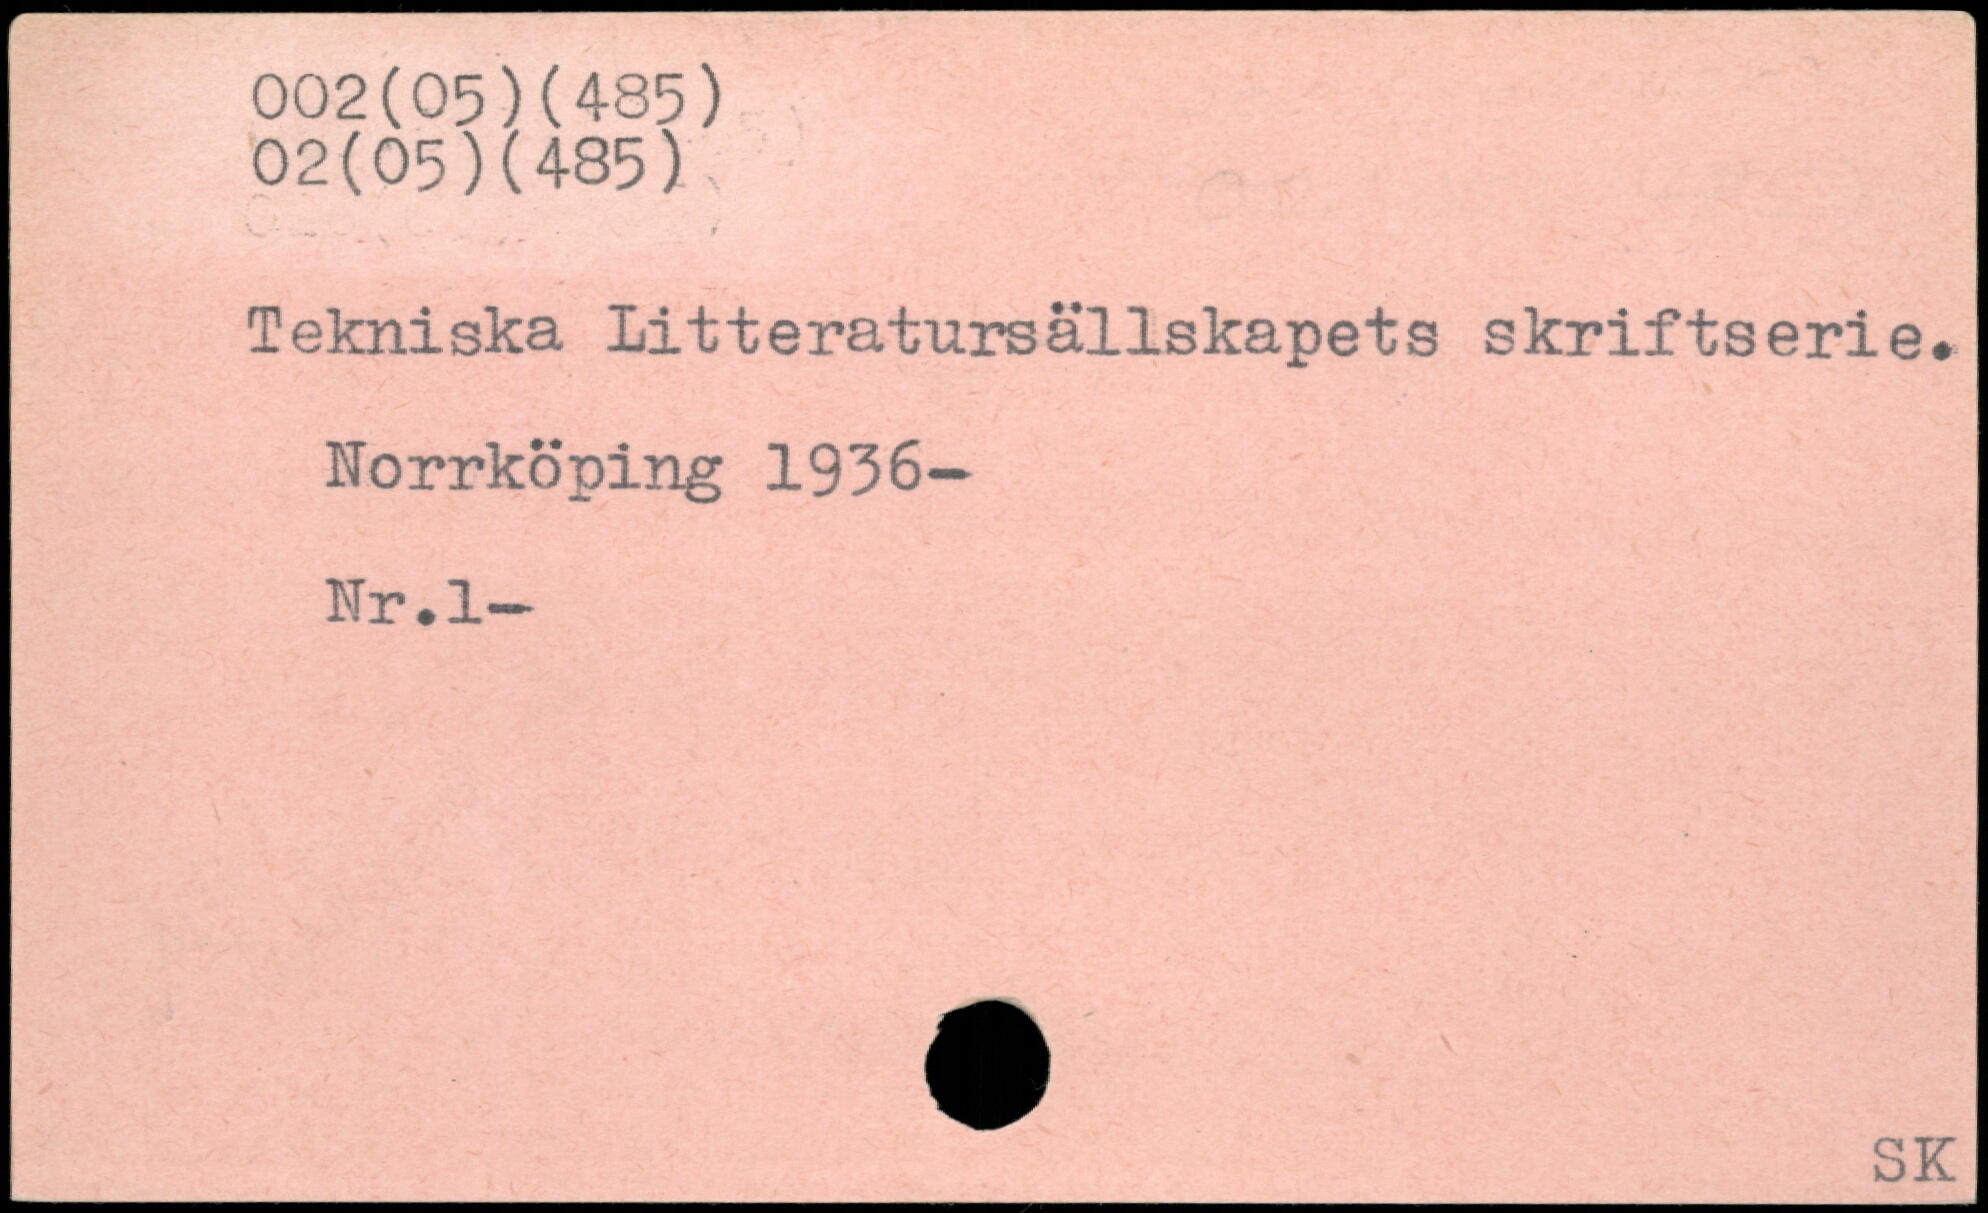 002(05)(485)
02(05)(485)
Tekniska Litteratursällskapets skriftserie.
Norrköping 1936-
Nr.1-
SK